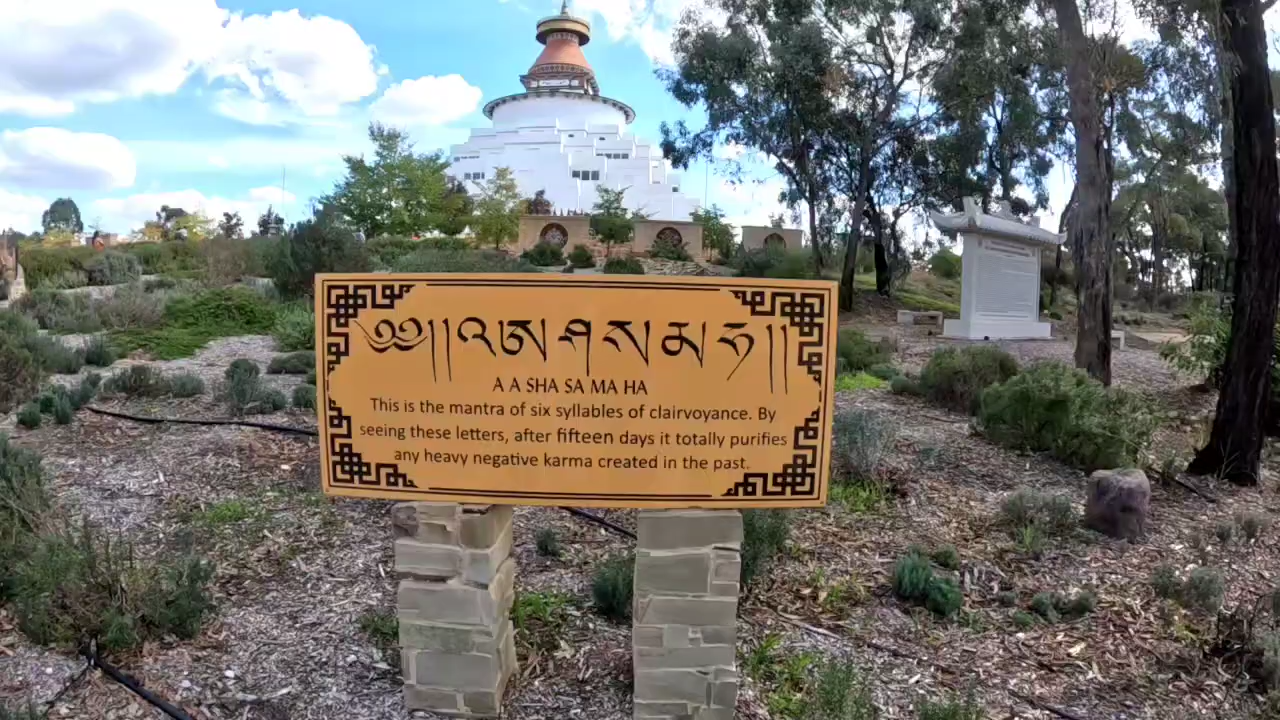 ༄༅།།འཨ ཤ ས མ ཧ།།
A A SHA SA MA HA
This is the mantra of six syllables of clairvoyance. By
seeing these letters, after fifteen days it totally purifies
any heavy negative karma created in the past.